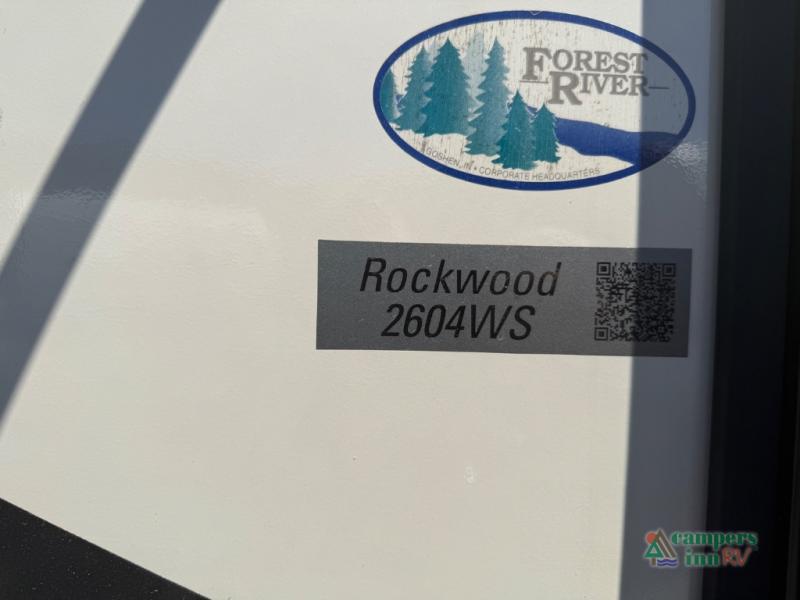 FOREST
RIVER
GOSHEN, IN • CORPORATE HEADQUARTERS
Rockwood
2604WS
campers
inn RV